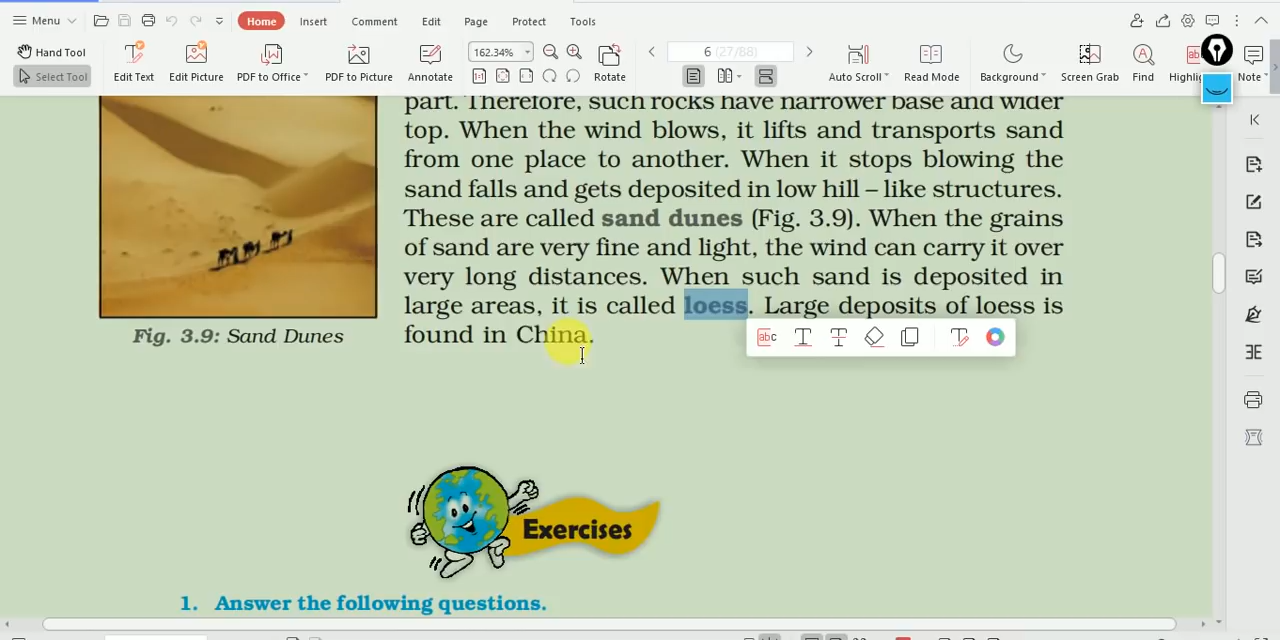 Menu
Home
Insert
Comment
Edit
Page
Protect
Tools
Hand Tool
Select Tool
Edit Text
Edit Picture
PDF to Office
PDF to Picture
Annotate
162.34%
Rotate
6 (27/88)
Auto Scroll
Read Mode
Background
Screen Grab
Find
Note
part. Therefore, such rocks have narrower base and wider
top. When the wind blows, it lifts and transports sand
from one place to another. When it stops blowing the
sand falls and gets deposited in low hill – like structures.
These are called sand dunes (Fig. 3.9). When the grains
of sand are very fine and light, the wind can carry it over
very long distances. When such sand is deposited in
large areas, it is called loess. Large deposits of loess is
found in China.
Fig. 3.9: Sand Dunes
abc
Exercises
1. Answer the following questions.